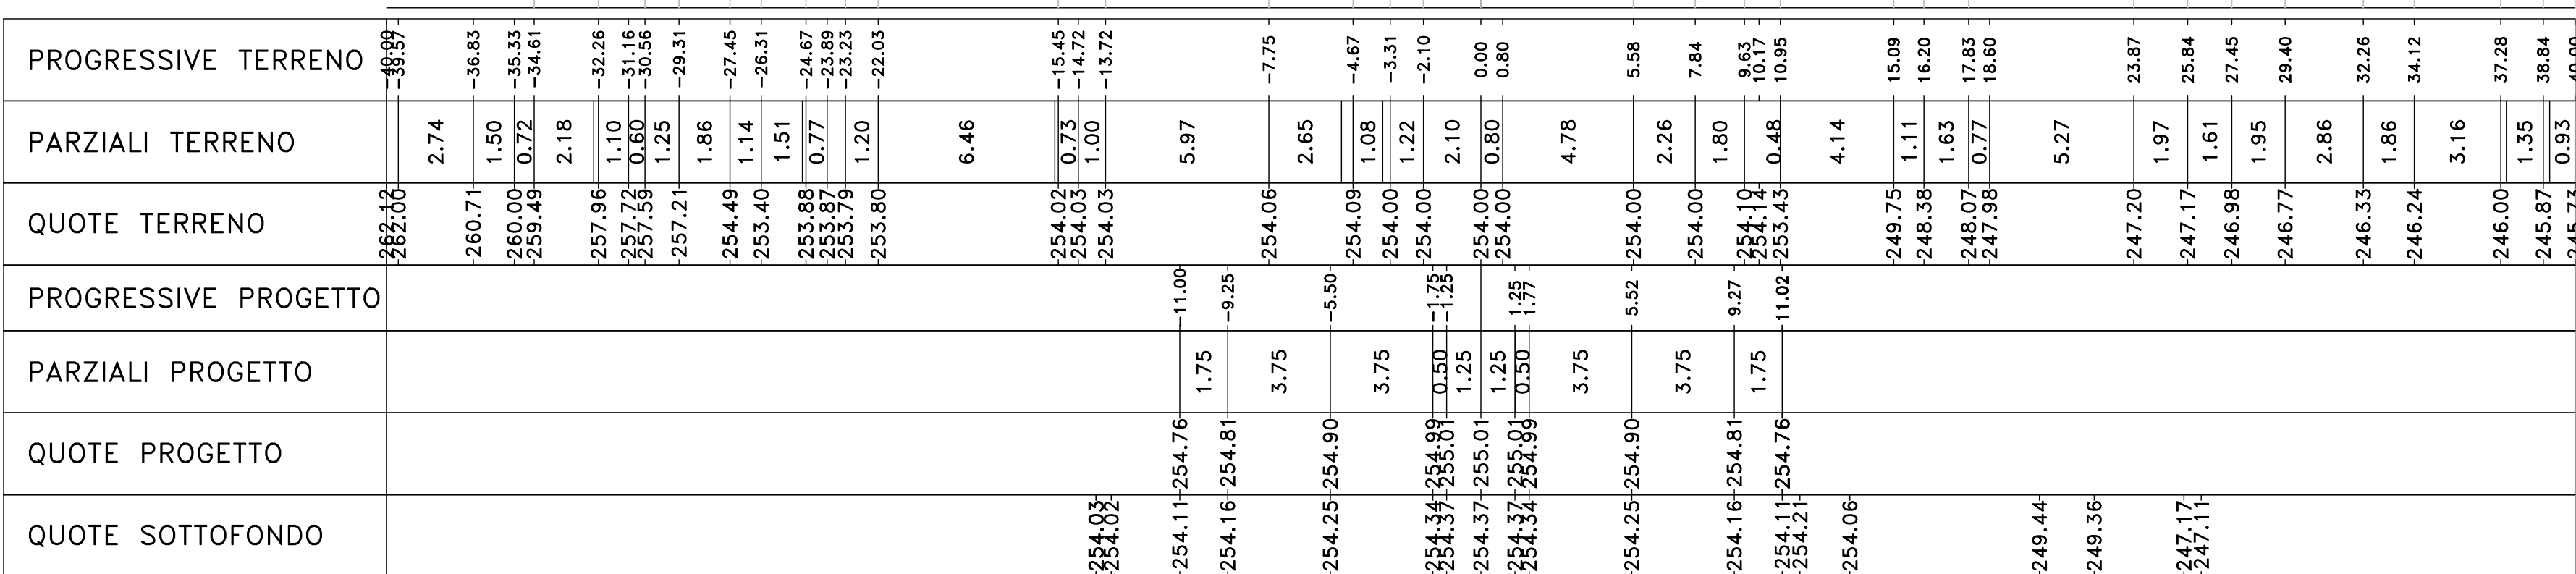 PROGRESSIVE TERRENO -40.00 -39.57 -36.83 -35.33 -34.61 -32.26 -31.16 -30.56 -29.31 -27.45 -26.31 -24.67 -23.89 -23.23 -22.03 -15.45 -14.72 -13.72 -7.75 -4.67 -3.31 -2.10 0.00 0.80 5.58 7.84 9.63 10.17 10.95 15.09 16.20 17.83 18.60 23.87 25.84 27.45 29.40 32.26 34.12 37.28 38.84
PARZIALI TERRENO 2.74 1.50 0.72 2.18 1.10 0.60 1.25 1.86 1.14 1.51 0.77 1.20 6.46 0.73 1.00 5.97 2.65 1.08 1.22 2.10 0.80 4.78 2.26 1.80 0.48 4.14 1.11 1.63 0.77 5.27 1.97 1.61 1.95 2.86 1.86 3.16 1.35 0.93
QUOTE TERRENO 262.12 262.00 260.71 260.00 259.49 257.96 257.72 257.59 257.21 254.49 253.40 253.88 253.87 253.79 253.80 254.02 254.03 254.03 254.06 254.09 254.00 254.00 254.00 254.00 254.00 254.00 254.10 254.14 253.43 249.75 248.38 248.07 247.98 247.20 247.17 246.98 246.77 246.33 246.24 246.00 245.87
PROGRESSIVE PROGETTO -11.00 -9.25 -5.50 -1.75 -1.25 1.25 1.77 5.52 9.27 11.02
PARZIALI PROGETTO 1.75 3.75 3.75 0.50 1.25 1.25 0.50 3.75 3.75 1.75
QUOTE PROGETTO 254.76 254.81 254.90 254.99 255.01 255.01 255.01 254.99 254.90 254.81 254.76
QUOTE SOTTOFONDO 254.03 254.02 254.11 254.16 254.25 254.34 254.37 254.37 254.37 254.34 254.25 254.16 254.11 254.21 254.06 249.44 249.36 247.17 247.11